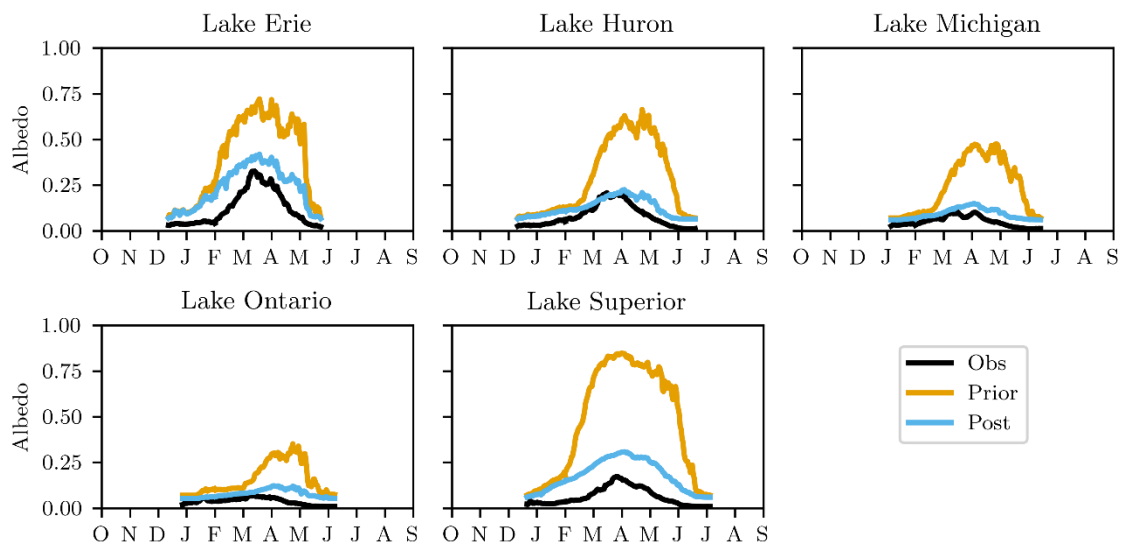 Lake Erie
Lake Huron
Lake Michigan
1.00
0.75
0.50
0.25
0.00
Albedo
O N D J F M A M J J A S
O N D J F M A M J J A S
O N D J F M A M J J A S
Lake Ontario
Lake Superior
1.00
0.75
0.50
0.25
0.00
Albedo
O N D J F M A M J J A S
O N D J F M A M J J A S
Obs
Prior
Post